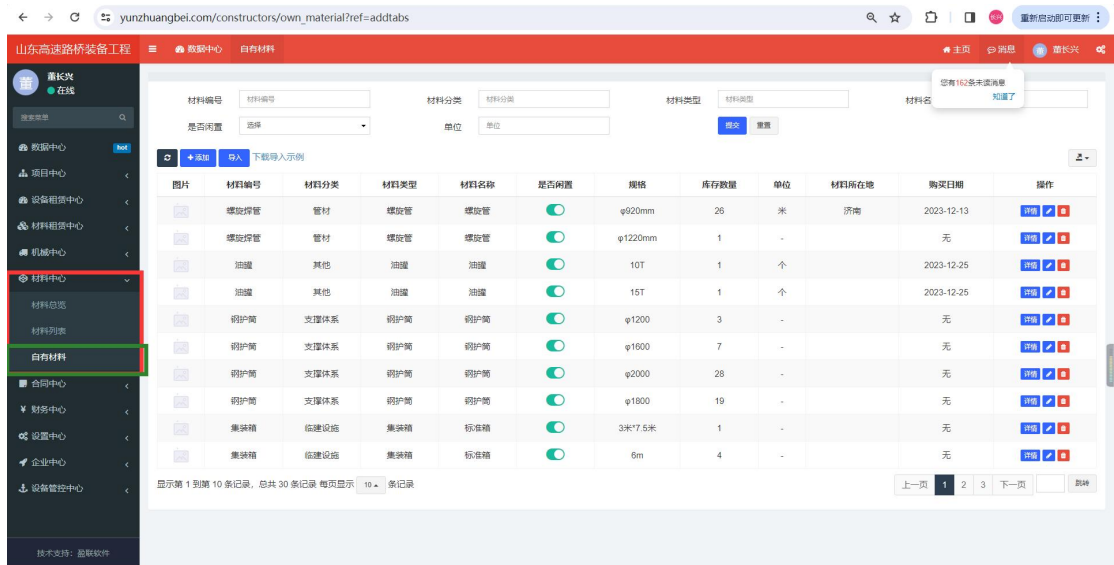 yunzhuangbei.com/constructors/own_material?ref=addtabs
重新启动即可更新
山东高速路桥装备工程 数据中心 自有材料 主页 消息 董长兴
董 董长兴
在线
您有162条未读消息
知道了
搜索菜单
材料编号 材料编号 材料分类 材料分类 材料类型 材料类型 材料名
是否闲置 选择 单位 单位 提交 重置
数据中心 hot
项目中心
设备租赁中心
材料租赁中心
机械中心
材料中心
材料总览
材料列表
自有材料
合同中心
¥ 财务中心
设置中心
企业中心
设备管控中心
技术支持：盈联软件
+添加 导入 下载导入示例
图片 材料编号 材料分类 材料类型 材料名称 是否闲置 规格 库存数量 单位 材料所在地 购买日期 操作
螺旋焊管 管材 螺旋管 螺旋管 φ920mm 26 米 济南 2023-12-13 详情
螺旋焊管 管材 螺旋管 螺旋管 φ1220mm 1 - 无 详情
油罐 其他 油罐 油罐 10T 1 个 2023-12-25 详情
油罐 其他 油罐 油罐 15T 1 个 2023-12-25 详情
钢护筒 支撑体系 钢护筒 钢护筒 φ1200 3 - 无 详情
钢护筒 支撑体系 钢护筒 钢护筒 φ1600 7 - 无 详情
钢护筒 支撑体系 钢护筒 钢护筒 φ2000 28 - 无 详情
钢护筒 支撑体系 钢护筒 钢护筒 φ1800 19 - 无 详情
集装箱 临建设施 集装箱 标准箱 3米*7.5米 1 - 无 详情
集装箱 临建设施 集装箱 标准箱 6m 4 - 无 详情
显示第 1 到第 10 条记录，总共 30 条记录 每页显示 10 条记录 上一页 1 2 3 下一页 跳转